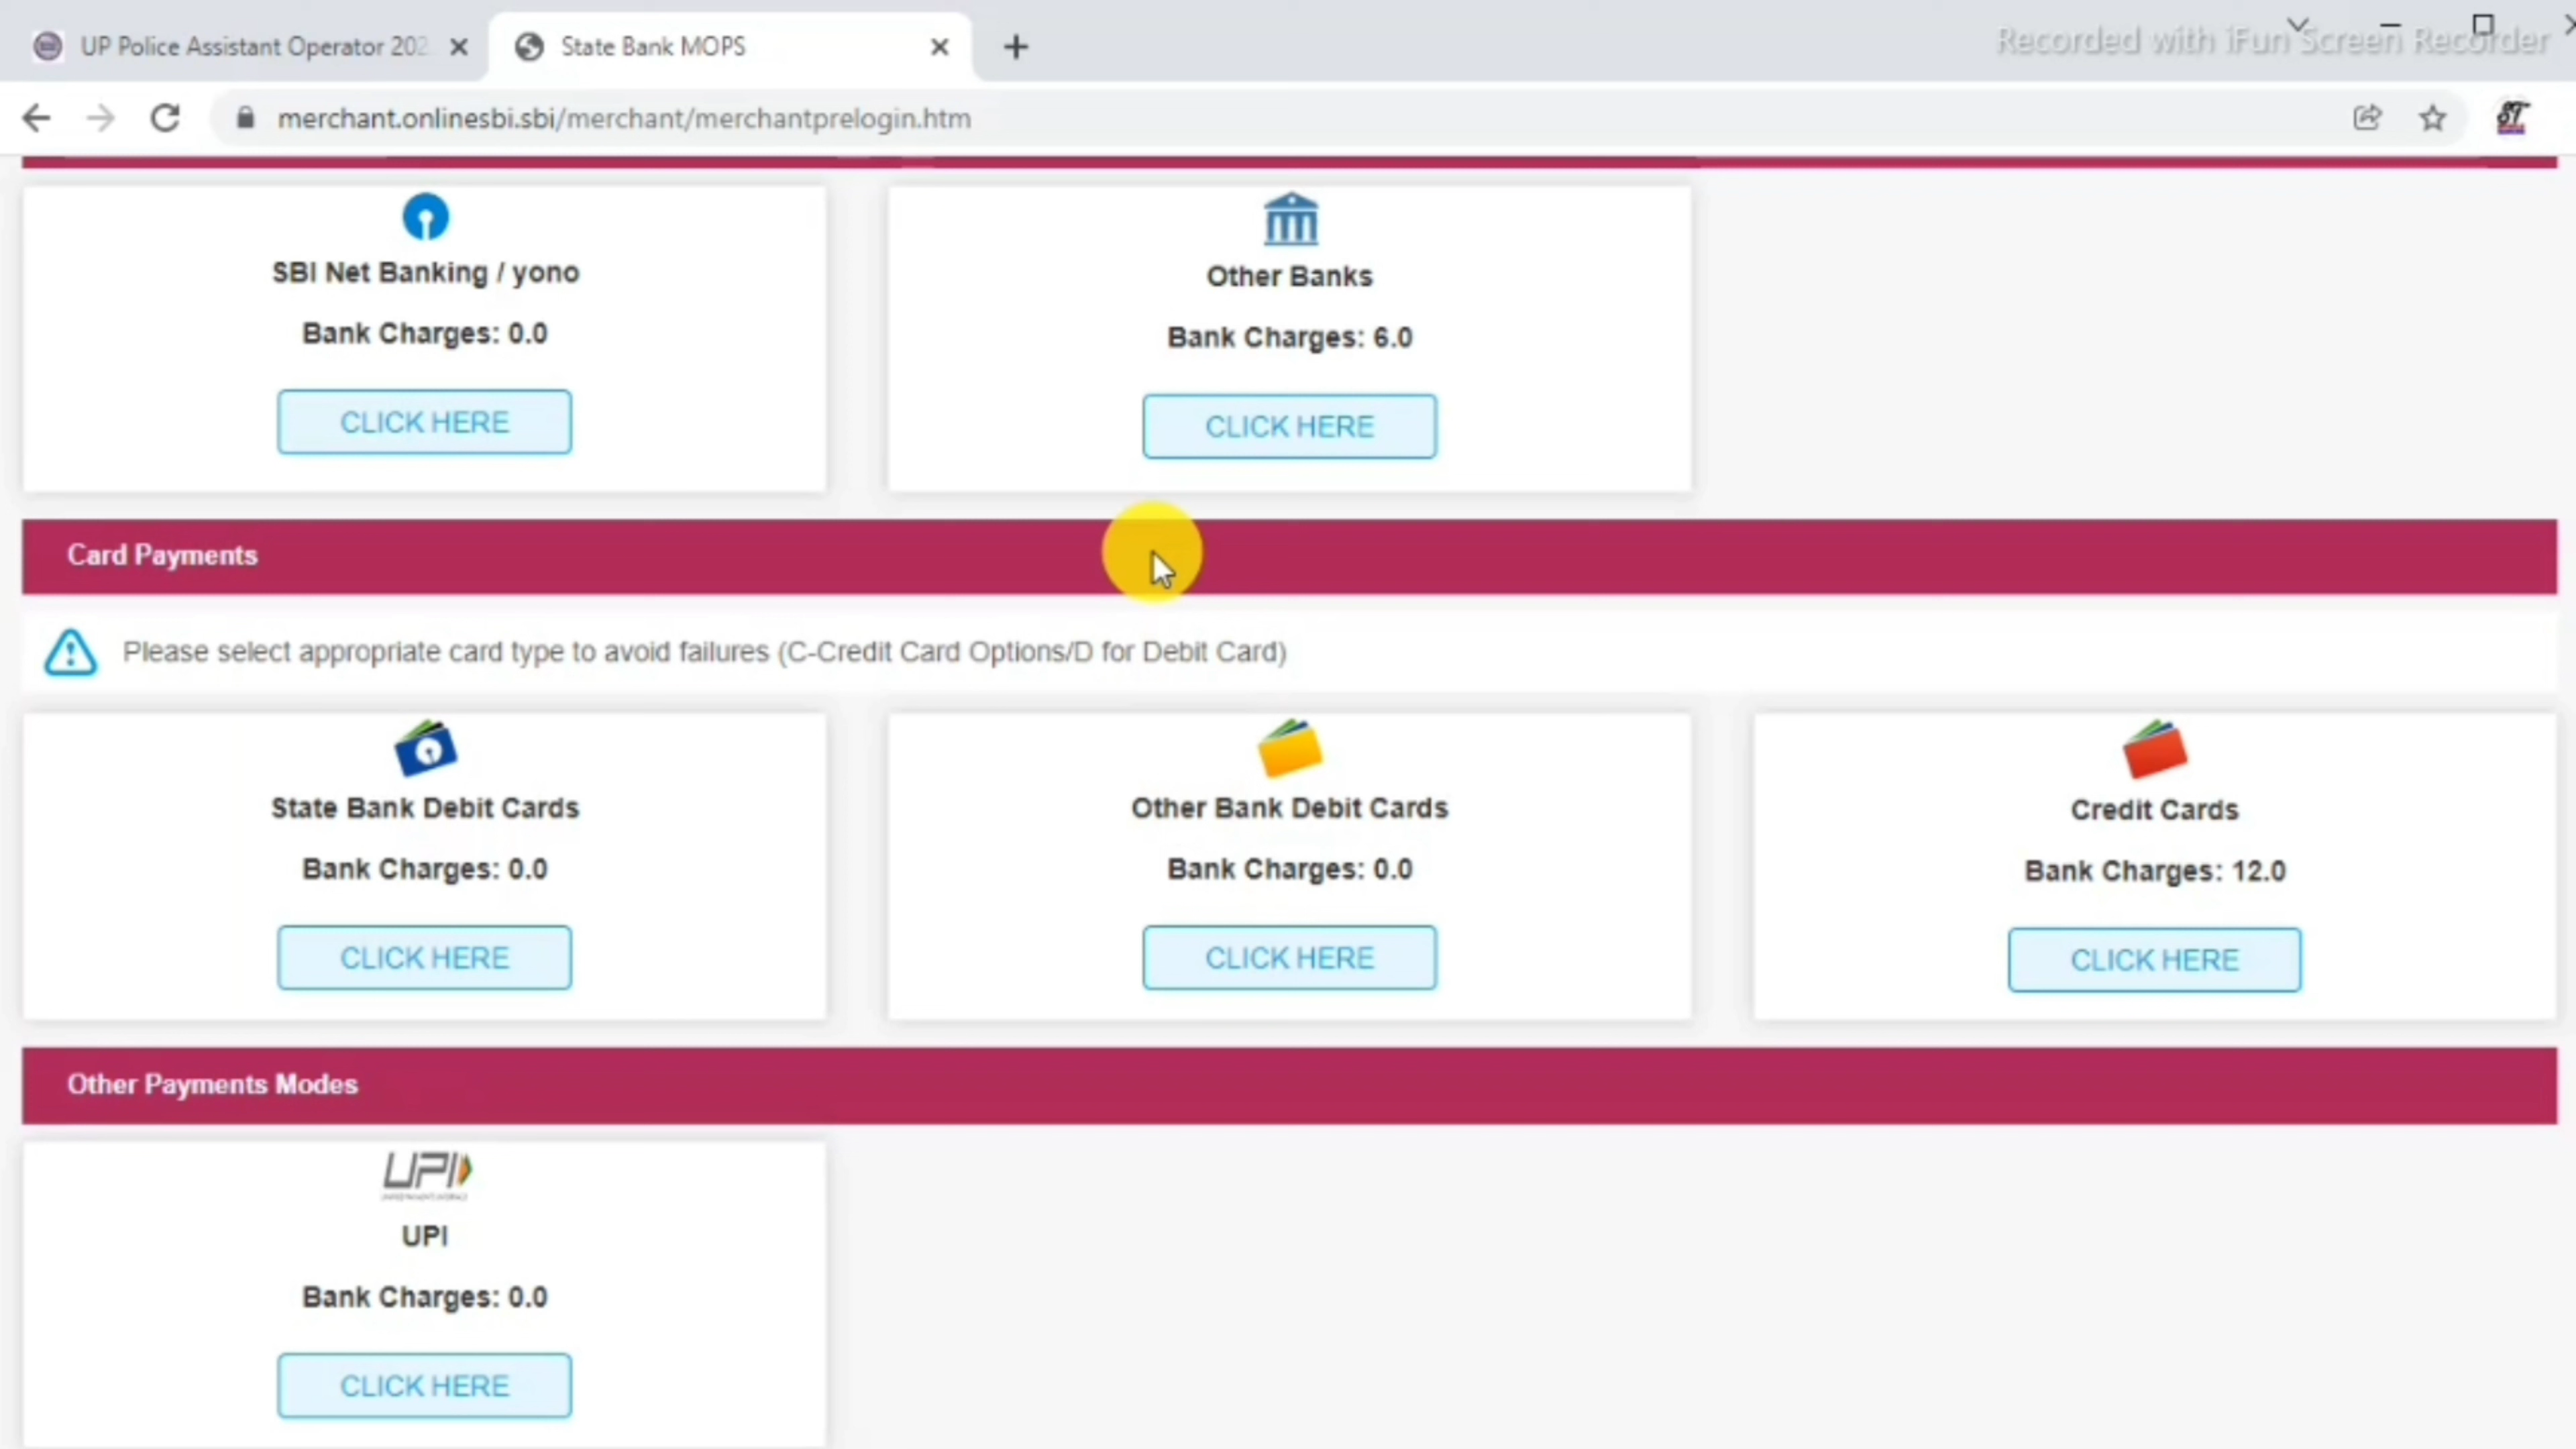 UP Police Assistant Operator 202
State Bank MOPS
Recorded with iFun Screen Recorder
merchant.onlinesbi.sbi/merchant/merchantprelogin.htm
SBI Net Banking / yono
Bank Charges: 0.0
CLICK HERE
Other Banks
Bank Charges: 6.0
CLICK HERE
Card Payments
Please select appropriate card type to avoid failures (C-Credit Card Options/D for Debit Card)
State Bank Debit Cards
Bank Charges: 0.0
CLICK HERE
Other Bank Debit Cards
Bank Charges: 0.0
CLICK HERE
Credit Cards
Bank Charges: 12.0
CLICK HERE
Other Payments Modes
UPI
UPI
Bank Charges: 0.0
CLICK HERE